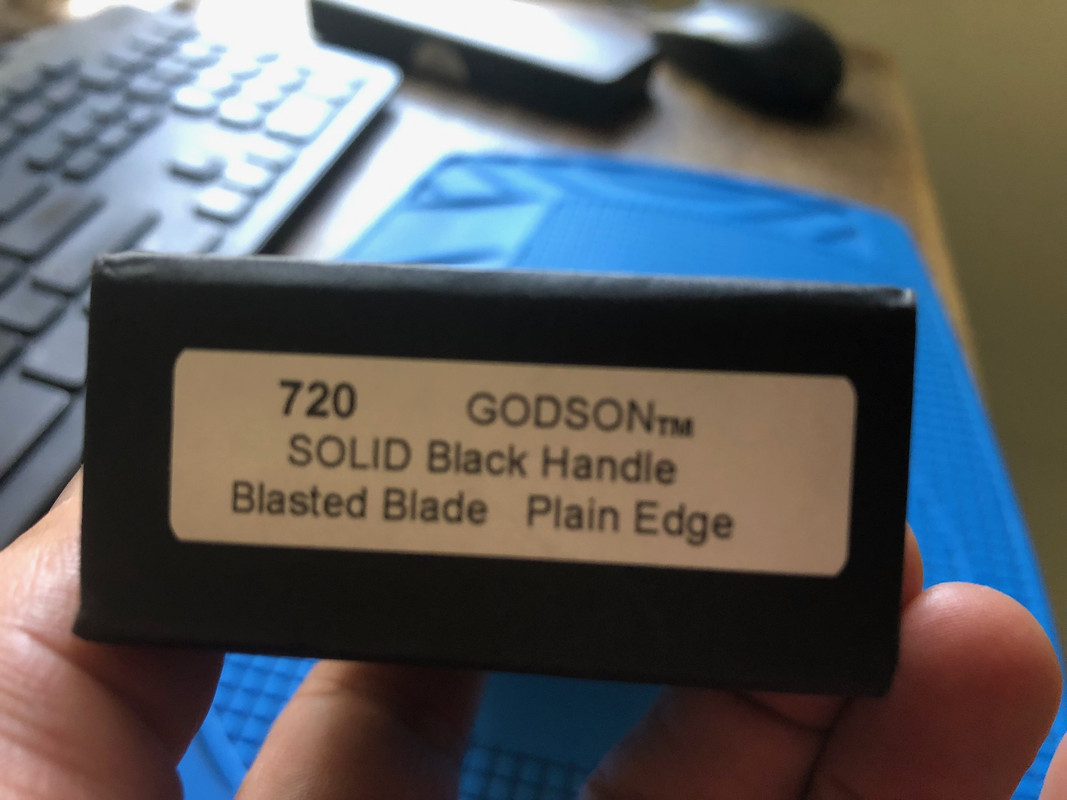 720 GODSON™
SOLID Black Handle
Blasted Blade Plain Edge